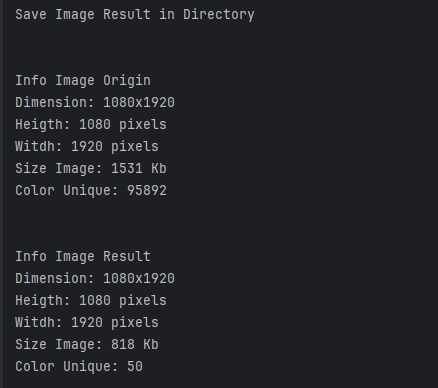 Save Image Result in Directory
Info Image Origin
Dimension: 1080x1920
Heigth: 1080 pixels
Witdh: 1920 pixels
Size Image: 1531 Kb
Color Unique: 95892
Info Image Result
Dimension: 1080x1920
Heigth: 1080 pixels
Witdh: 1920 pixels
Size Image: 818 Kb
Color Unique: 50